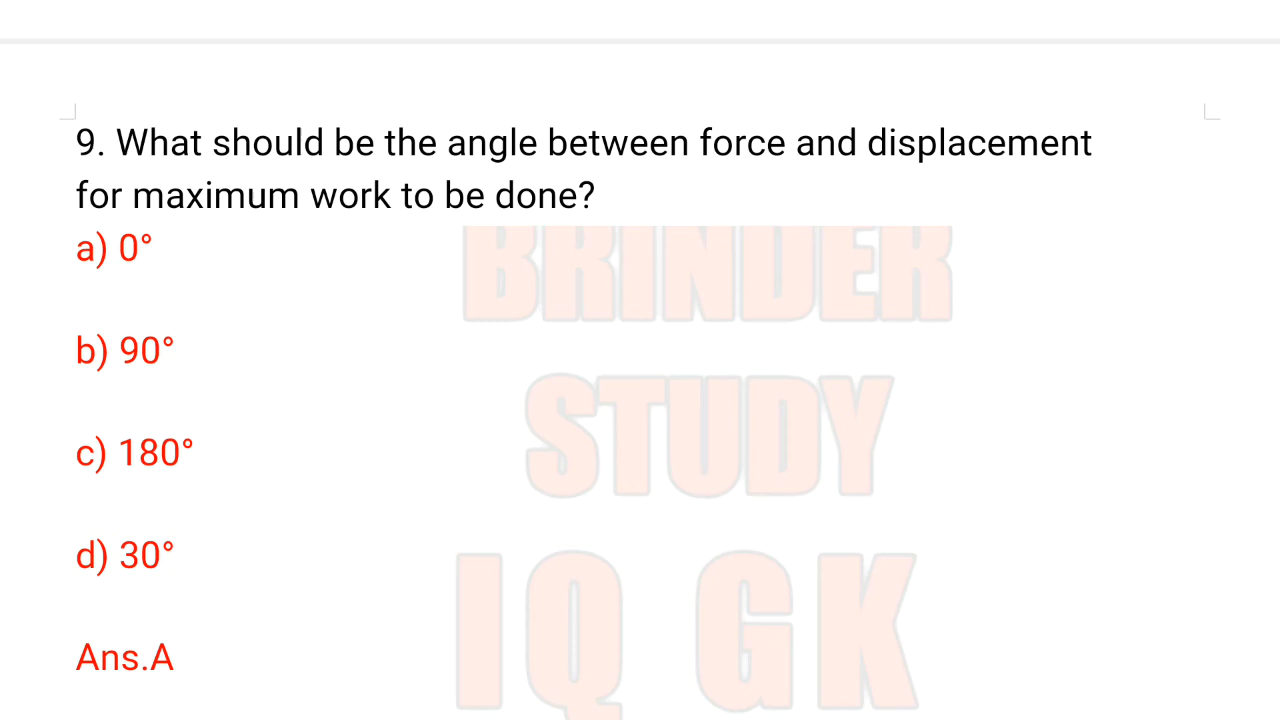 9. What should be the angle between force and displacement
for maximum work to be done?
a) 0°
b) 90°
c) 180°
d) 30°
Ans.A
BRINDER
STUDY
IQ GK